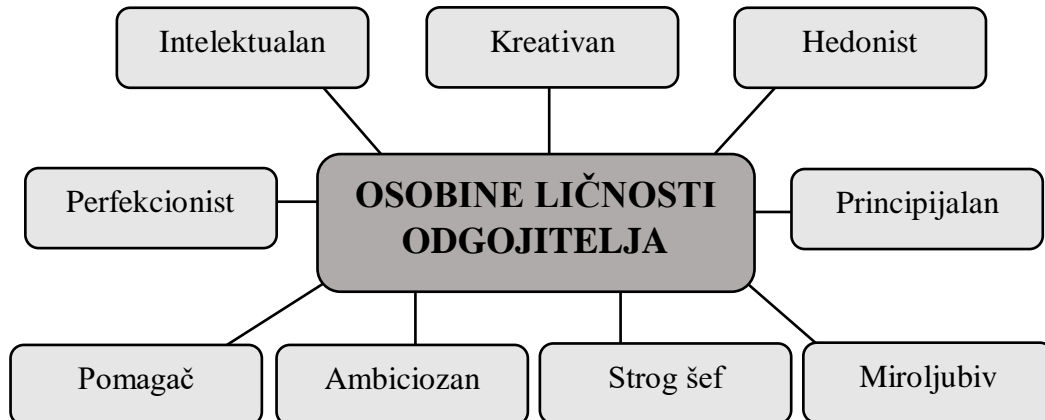 Intelektualan
Kreativan
Hedonist
Perfekcionist
OSOBINE LIČNOSTI
ODGOJITELJA
Principijalan
Pomagač
Ambiciozan
Strog šef
Miroljubiv